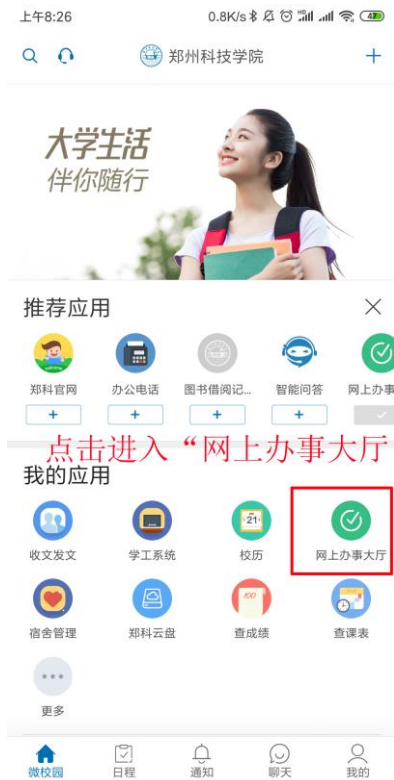 上午8:26 0.8K/s 47
郑州科技学院
大学生活
伴你随行
推荐应用
郑科官网 办公电话 图书借阅记... 智能问答 网上办事
点击进入“网上办事大厅
我的应用
21
收文发文 学工系统 校历 网上办事大厅
100
宿舍管理 郑科云盘 查成绩 查课表
更多
微校园 日程 通知 聊天 我的